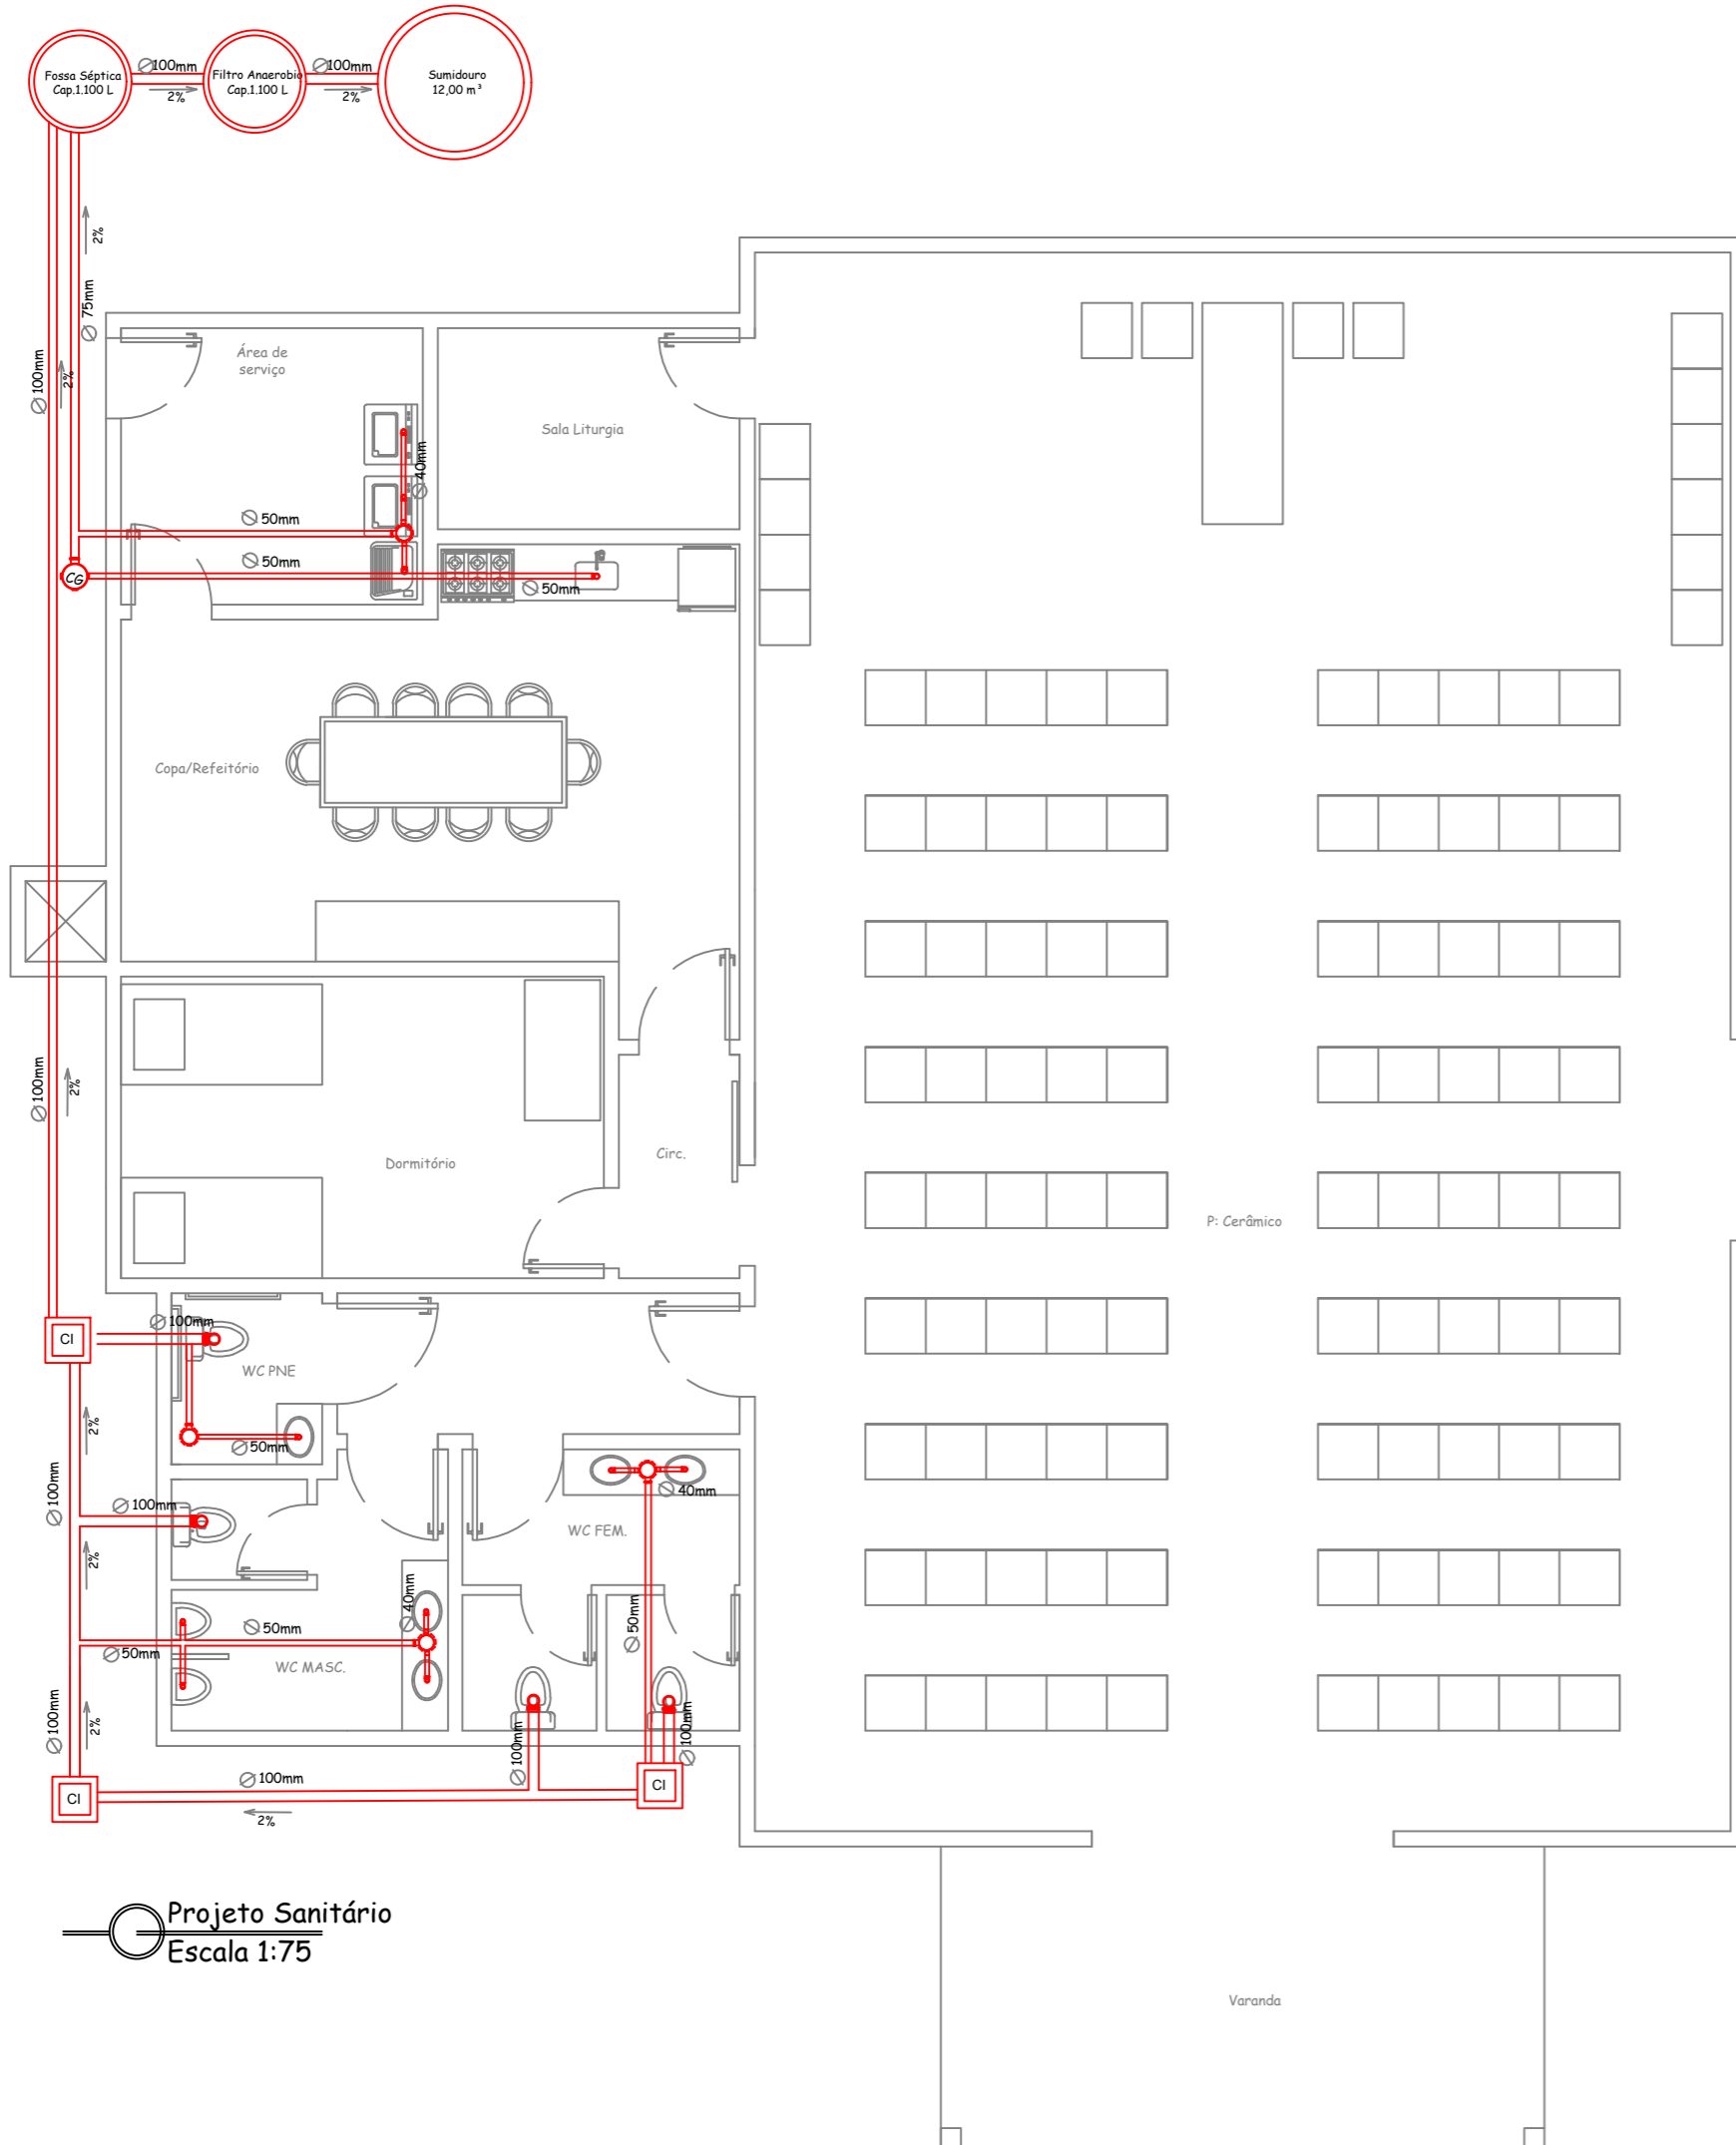 Fossa Séptica
Cap.1.100 L
∅100mm
2%
Filtro Anaerobio
Cap.1.100 L
∅100mm
2%
Sumidouro
12,00 m³
2%
∅ 75mm
∅ 100mm
2%
Área de
serviço
Sala Liturgia
∅ 40mm
∅ 50mm
∅ 50mm
CG
∅ 50mm
Copa/Refeitório
∅ 100mm
2%
Dormitório
Circ.
P: Cerâmico
∅ 100mm
CI
WC PNE
2%
∅ 50mm
∅ 40mm
∅ 100mm
∅ 100mm
WC FEM.
2%
∅ 40mm
∅ 50mm
∅ 50mm
∅ 50mm
WC MASC.
∅ 100mm
2%
∅ 100mm
∅ 100mm
∅ 100mm
CI
CI
2%
Projeto Sanitário
Escala 1:75
Varanda